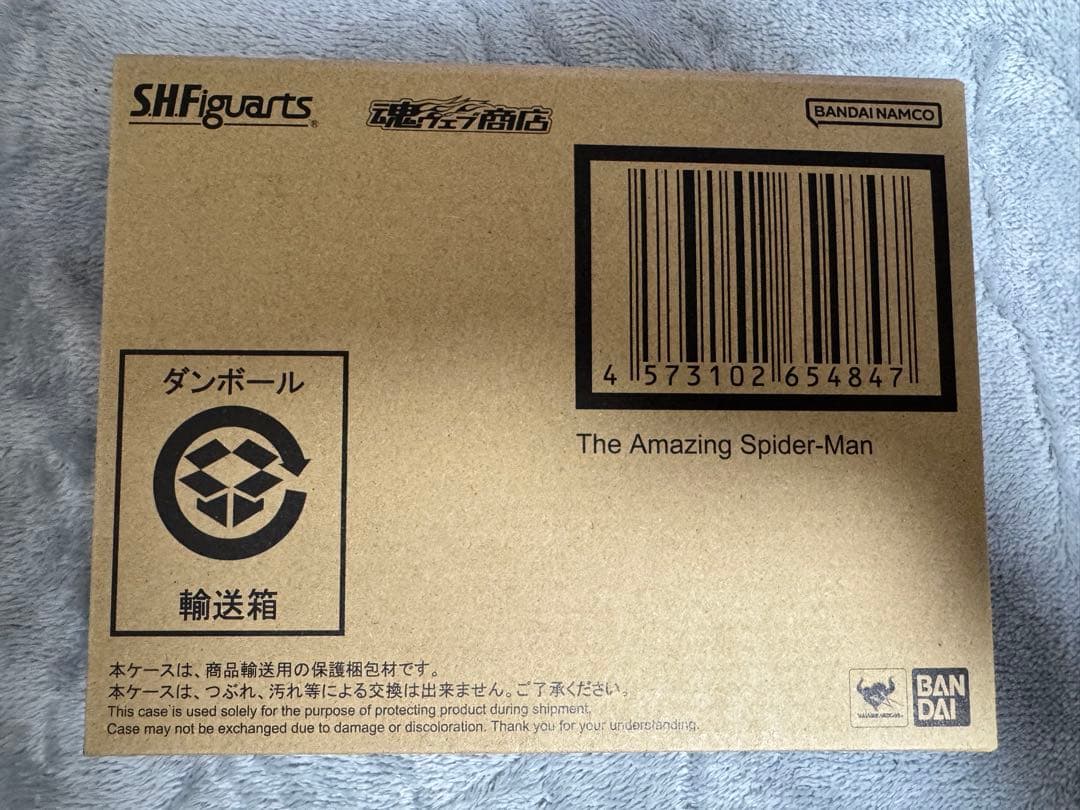 S.H.Figuarts®
魂ウェブ商店
BANDAI NAMCO
4 573102 654847
The Amazing Spider-Man
ダンボール
輸送箱
本ケースは、商品輸送用の保護梱包材です。
本ケースは、つぶれ、汚れ等による交換は出来ません。ご了承ください。
This case is used solely for the purpose of protecting product during shipment.
Case may not be exchanged due to damage or discoloration. Thank you for your understanding.
BAN
DAI